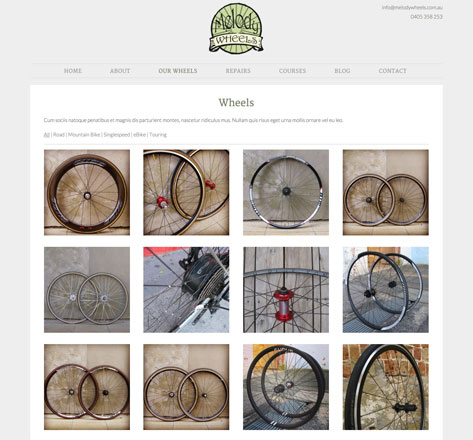 info@melodywheels.com.au
0405 358 253
Melody
WHEELS
HOME ABOUT OUR WHEELS REPAIRS COURSES BLOG CONTACT
Wheels
Cum sociis natoque penatibus et magnis dis parturient montes, nascetur ridiculus mus. Nullam quis risus eget urna mollis ornare vel eu leo.
All | Road | Mountain Bike | Singlespeed | eBike | Touring